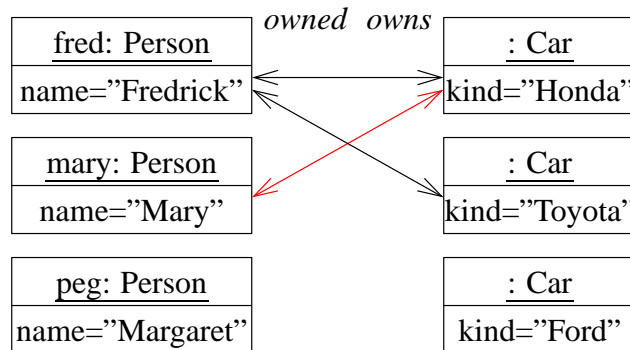 owned owns
fred: Person
: Car
name=”Fredrick”
kind=”Honda”
mary: Person
: Car
name=”Mary”
kind=”Toyota”
peg: Person
: Car
name=”Margaret”
kind=”Ford”